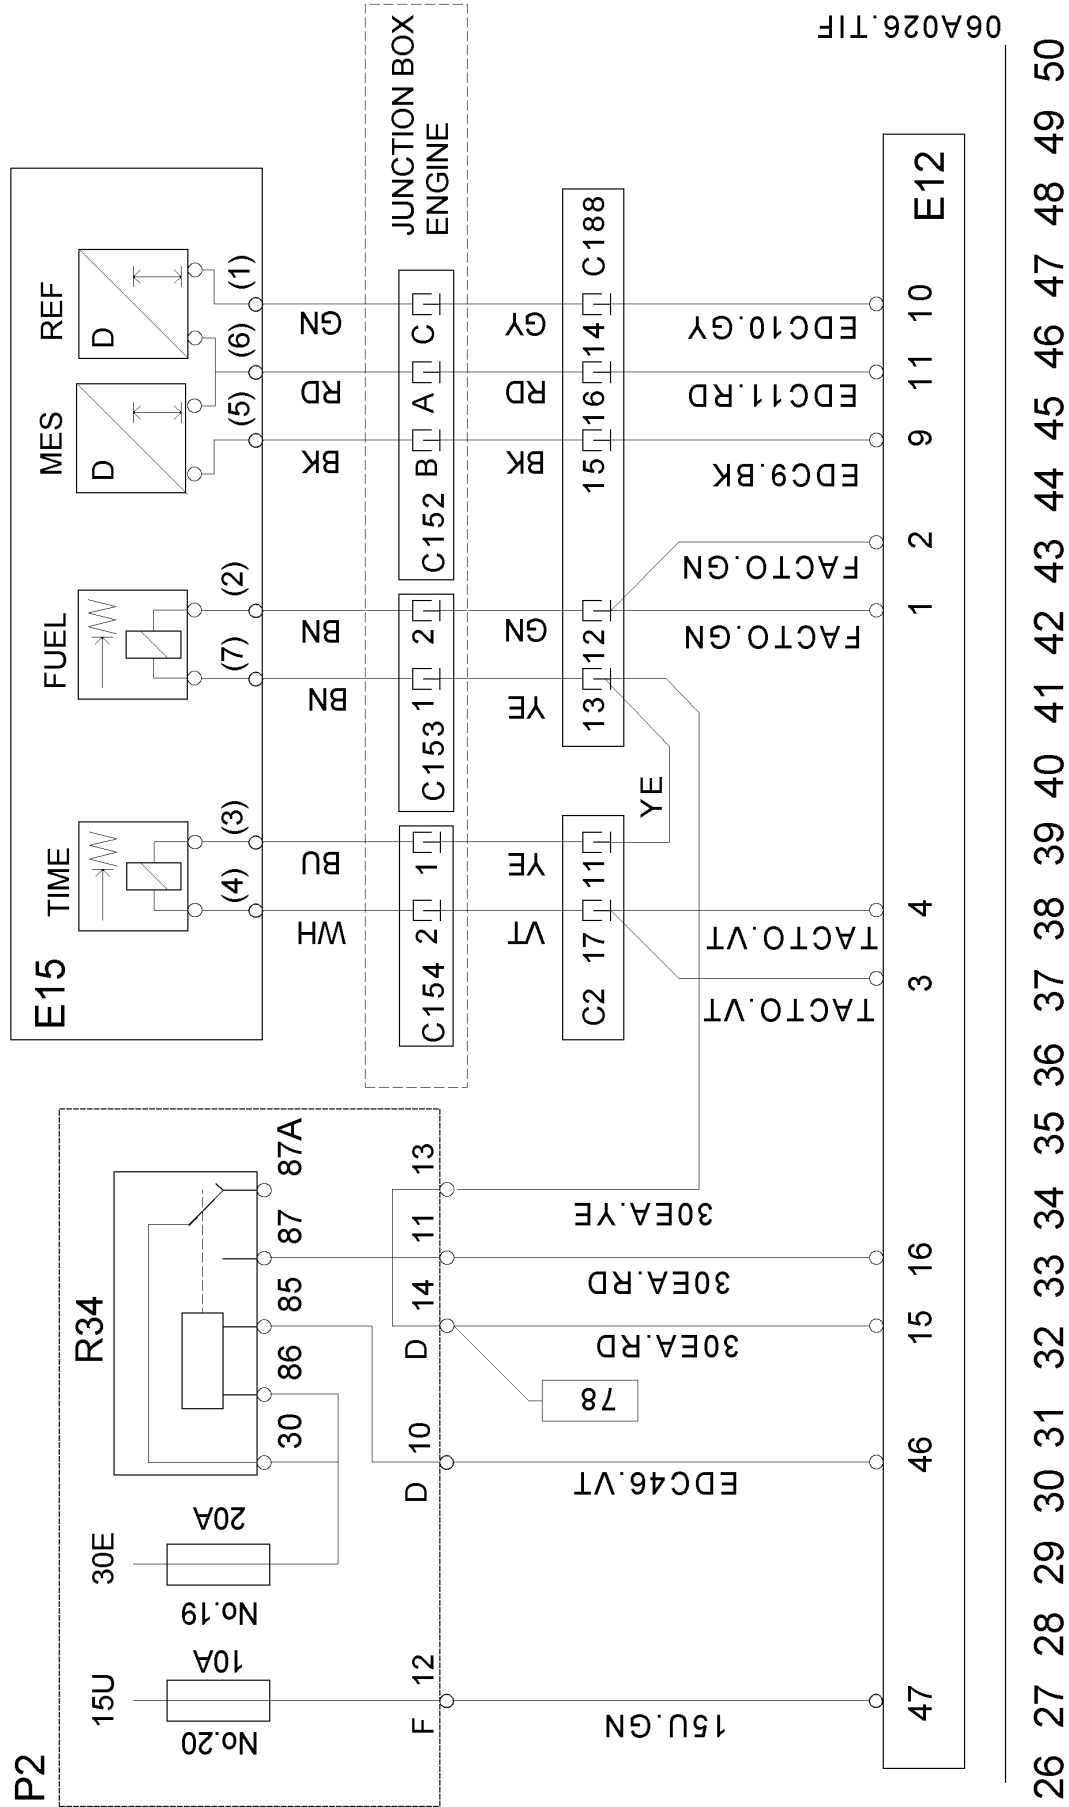 P2
15U
10A
No.20
F 12
15U.GN
47
30E
20A
No.19
R34
30
86
85
87
87A
D 10
D 14
11
13
EDC46.VT
46
78
30EA.RD
15
30EA.RD
16
30EA.YE
E15
TIME
(4)
(3)
FUEL
(7)
(2)
MES
D
(5)
REF
D
(6)
(1)
WH
BU
BN
BN
BK
RD
GN
JUNCTION BOX
ENGINE
C154 2 1
C153 1 2
C152 B A C
VT
YE
YE
GN
BK
RD
GY
C2 17 11
13 12 15 16 14 C188
YE
TACTO.VT
3
TACTO.VT
4
FACTO.GN
1
FACTO.GN
2
EDC9.BK
9
EDC11.RD
11
EDC10.GY
10
E12
06A026.TIF
26 27 28 29 30 31 32 33 34 35 36 37 38 39 40 41 42 43 44 45 46 47 48 49 50